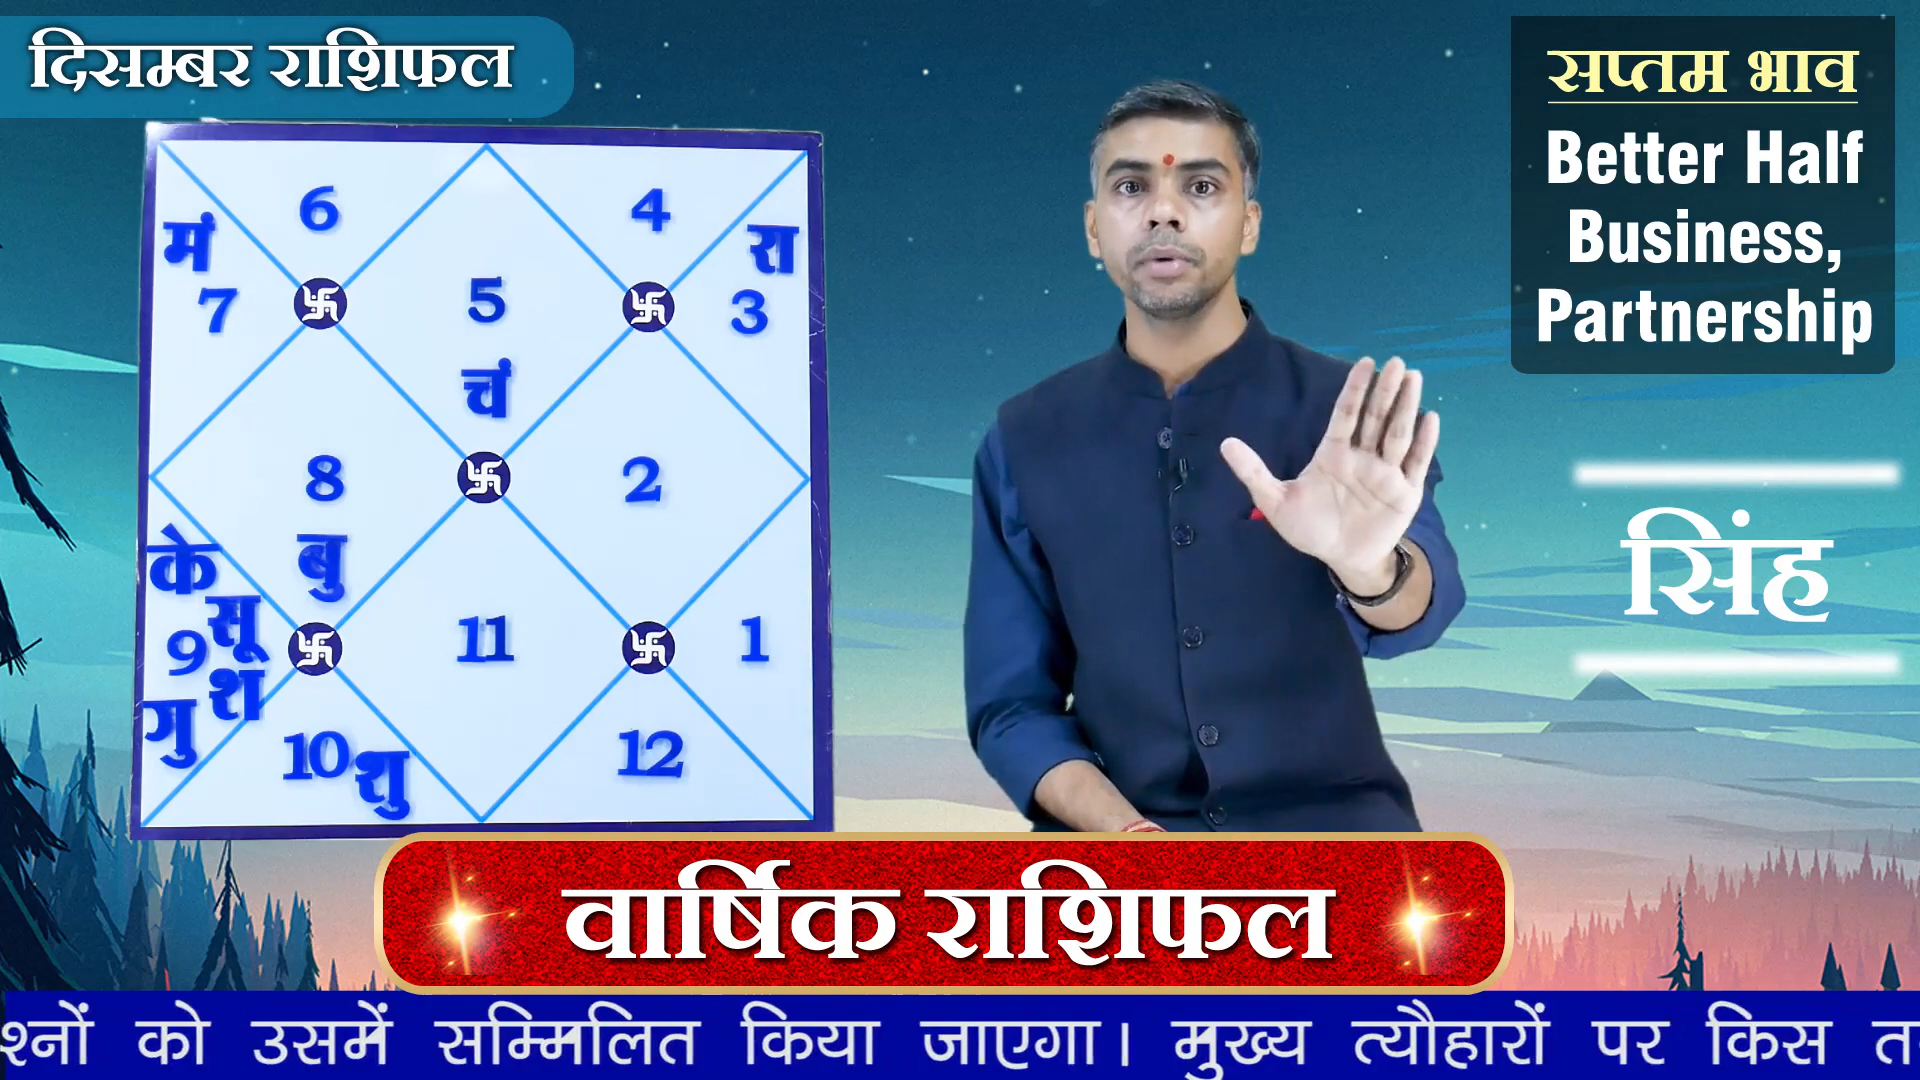 दिसम्बर राशिफल
सप्तम भाव
Better Half
Business,
Partnership
6
4
मं
रा
7
5
3
चं
8
2
बु
के
सू
9
11
1
श
गु
10
शु
12
सिंह
वार्षिक राशिफल
को उसमें सम्मिलित किया जाएगा। मुख्य त्यौहारों पर किस